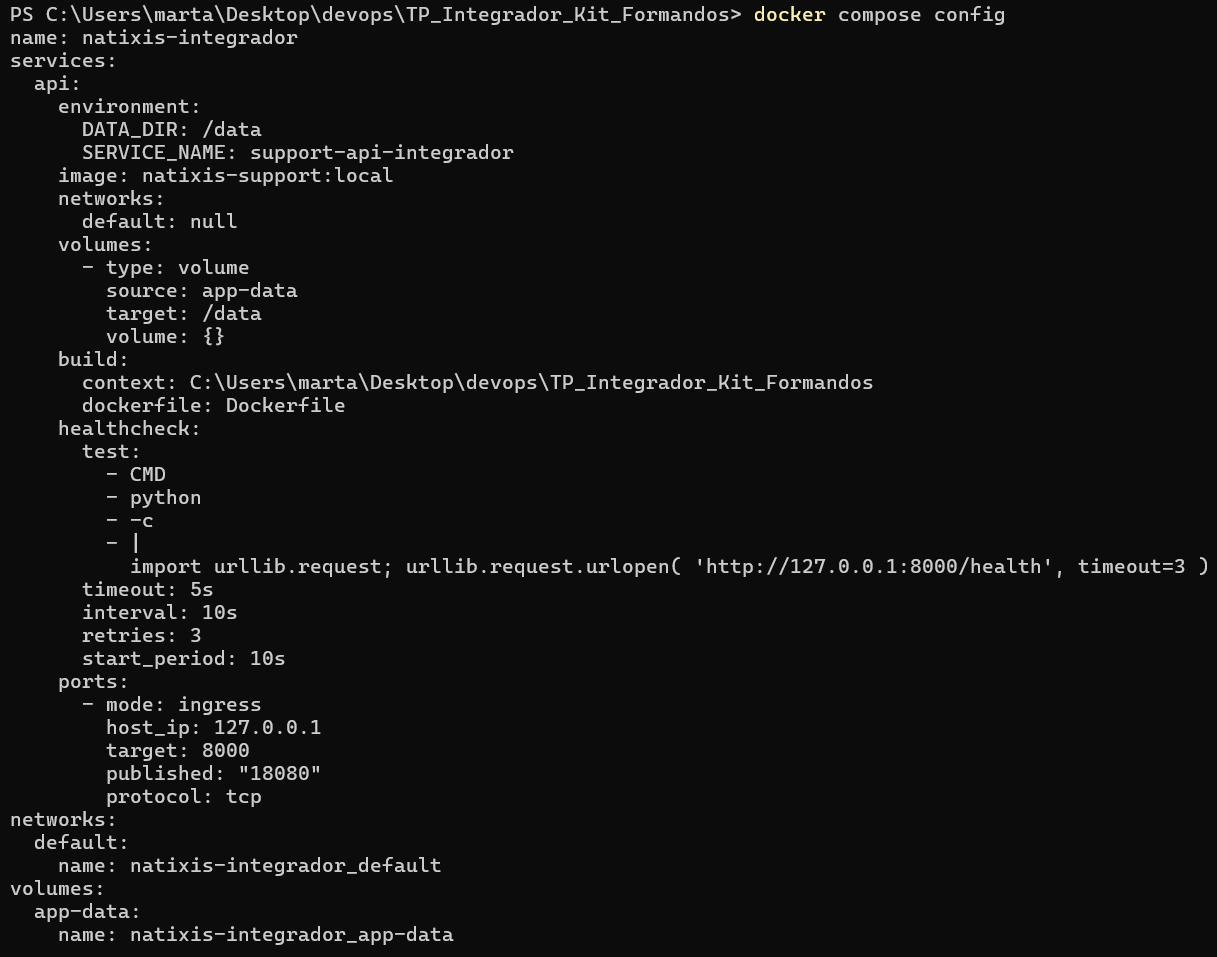 PS C:\Users\marta\Desktop\devops\TP_Integrador_Kit_Formandos> docker compose config
name: natixis-integrador
services:
  api:
    environment:
      DATA_DIR: /data
      SERVICE_NAME: support-api-integrador
    image: natixis-support:local
    networks:
      default: null
    volumes:
      - type: volume
        source: app-data
        target: /data
        volume: {}
    build:
      context: C:\Users\marta\Desktop\devops\TP_Integrador_Kit_Formandos
      dockerfile: Dockerfile
    healthcheck:
      test:
        - CMD
        - python
        - -c
        - |
          import urllib.request; urllib.request.urlopen( 'http://127.0.0.1:8000/health', timeout=3 )
      timeout: 5s
      interval: 10s
      retries: 3
      start_period: 10s
    ports:
      - mode: ingress
        host_ip: 127.0.0.1
        target: 8000
        published: "18080"
        protocol: tcp
networks:
  default:
    name: natixis-integrador_default
volumes:
  app-data:
    name: natixis-integrador_app-data